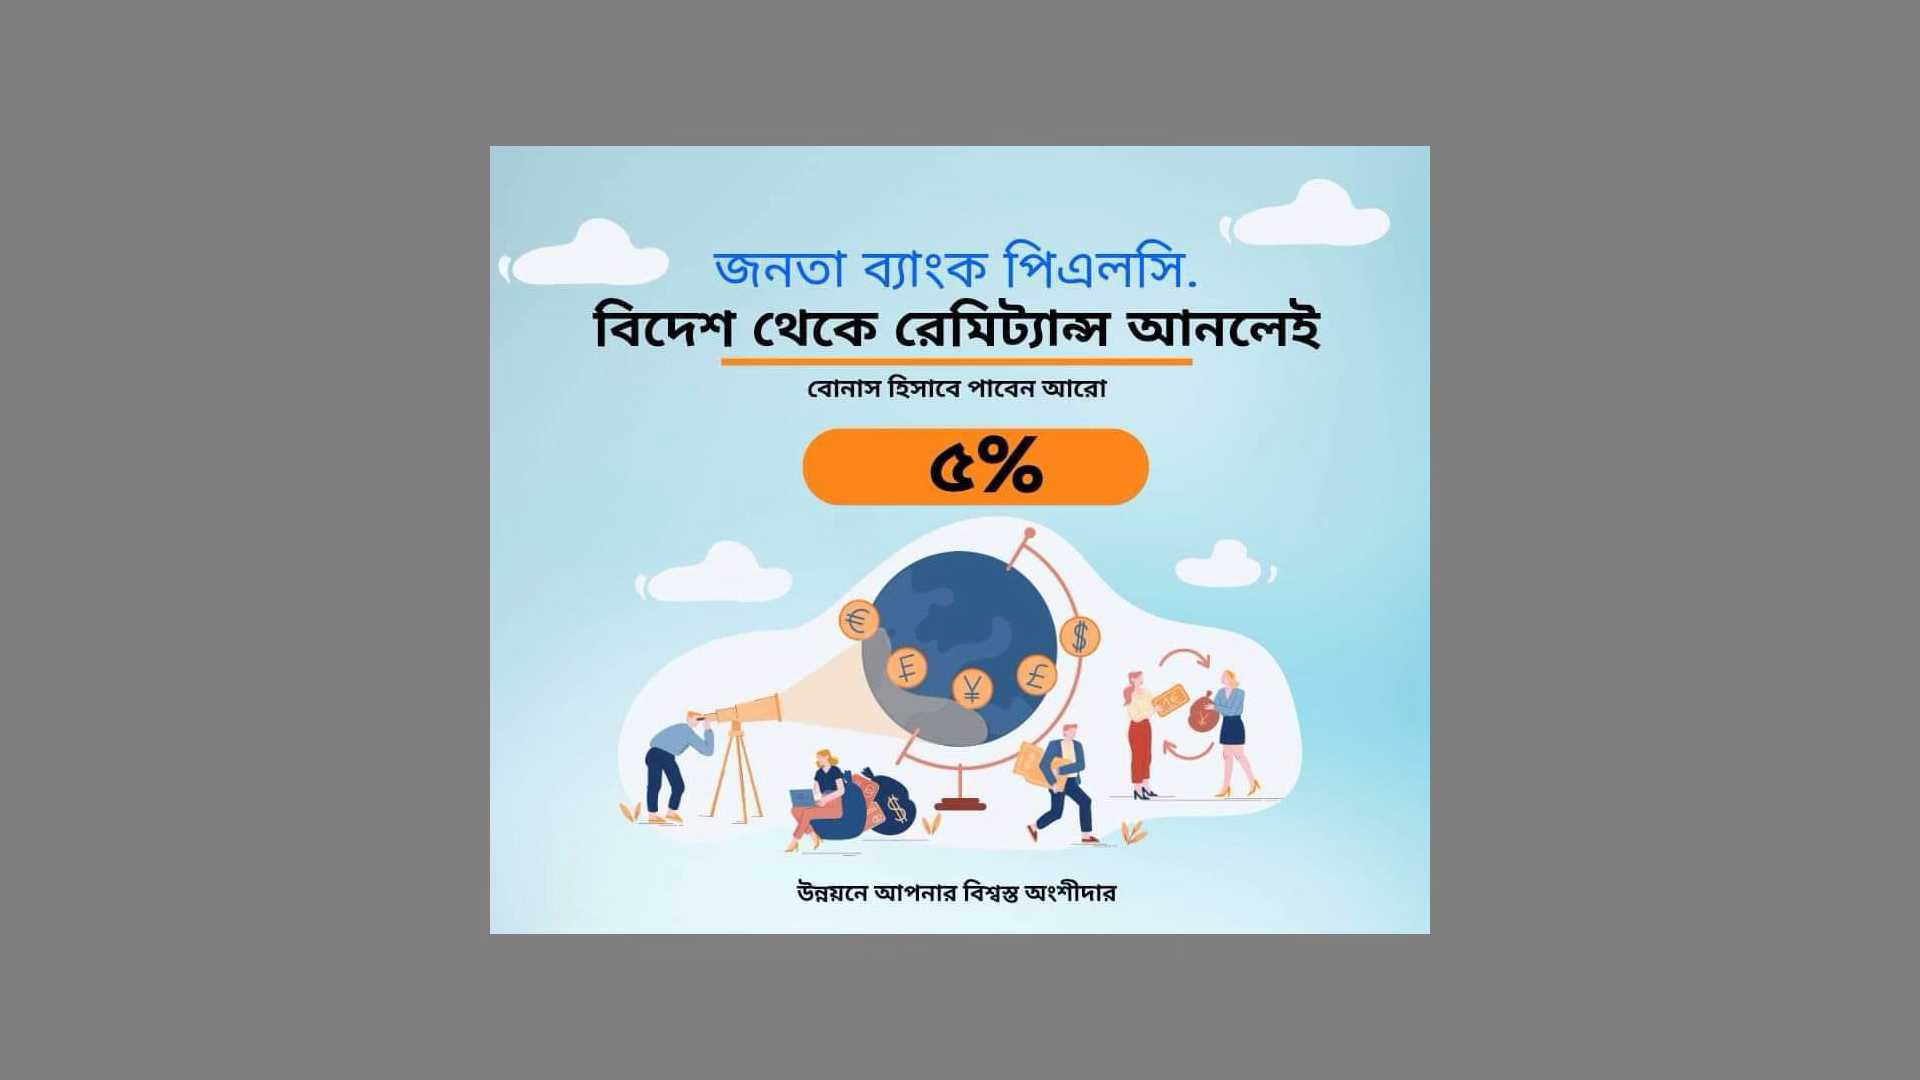 জনতা ব্যাংক পিএলসি.
বিদেশ থেকে রেমিট্যান্স আনলেই
বোনাস হিসাবে পাবেন আরো
৫%
উন্নয়নে আপনার বিশ্বস্ত অংশীদার